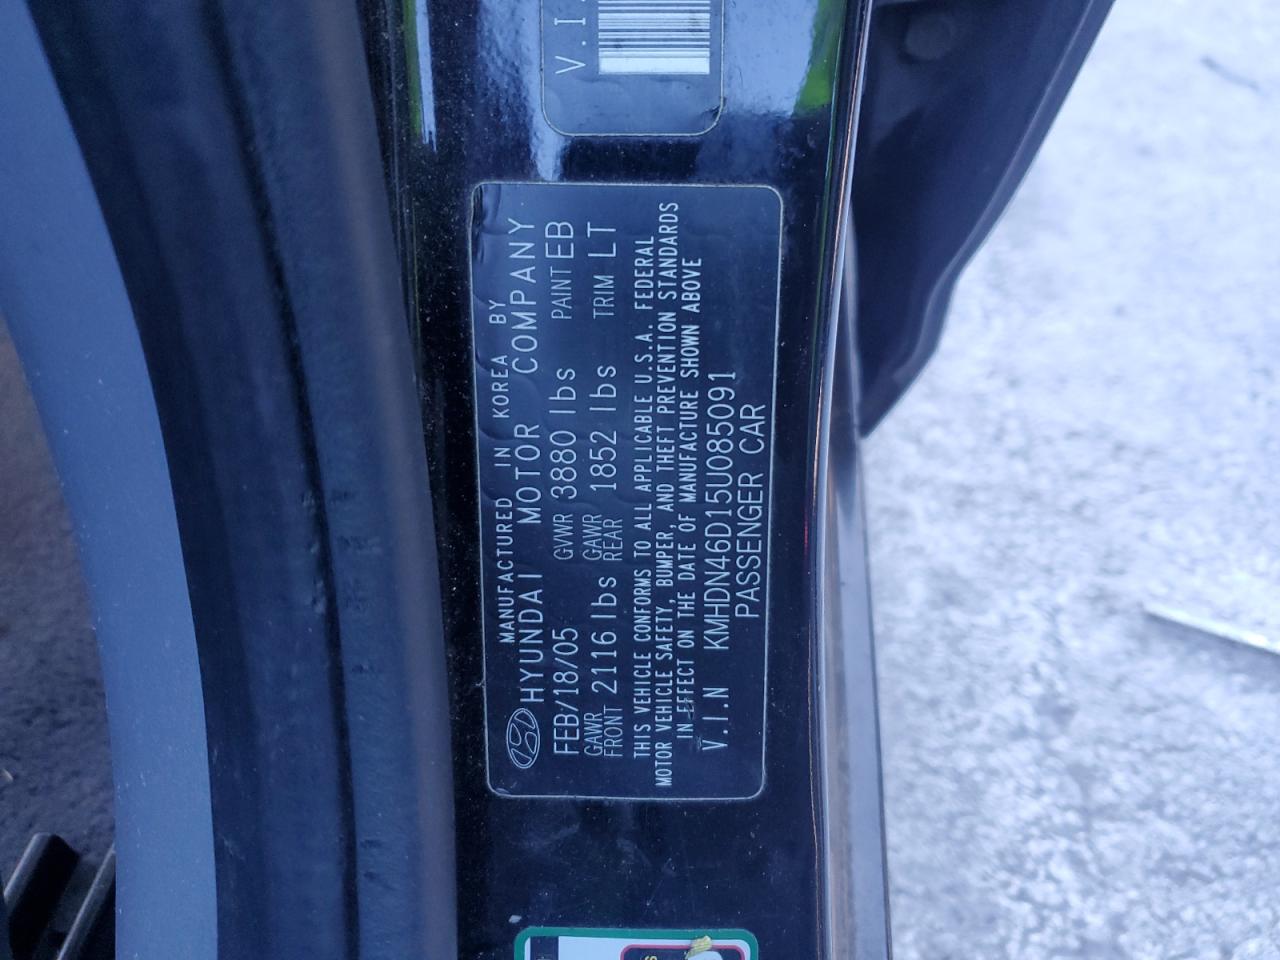 V.I.
MANUFACTURED IN KOREA BY
HYUNDAI MOTOR COMPANY
FEB/18/05 GVWR 3880 lbs PAINT EB
GAWR FRONT 2116 lbs GAWR REAR 1852 lbs TRIM LT
THIS VEHICLE CONFORMS TO ALL APPLICABLE U.S.A. FEDERAL
MOTOR VEHICLE SAFETY, BUMPER, AND THEFT PREVENTION STANDARDS
IN EFFECT ON THE DATE OF MANUFACTURE SHOWN ABOVE
V.I.N KMHDN46D15U085091
PASSENGER CAR